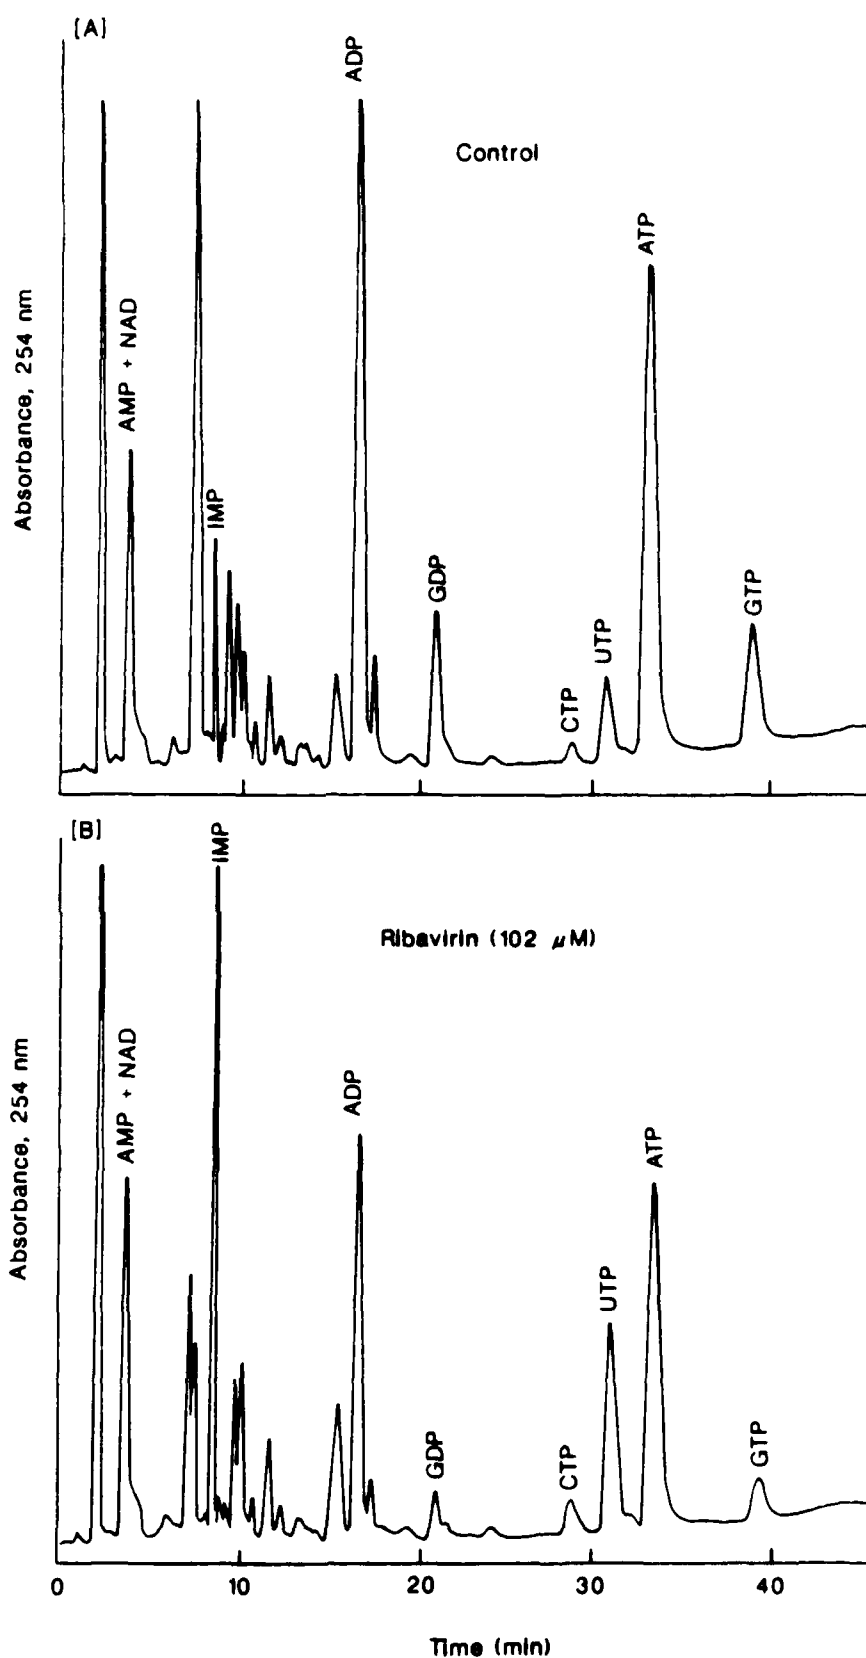 [A]
ADP
Control
ATP
AMP + NAD
IMP
GDP
GTP
UTP
CTP
Absorbance, 254 nm
[B]
IMP
Ribavirin (102 μM)
AMP + NAD
ADP
ATP
UTP
GDP
CTP
GTP
Absorbance, 254 nm
0 10 20 30 40
Time (min)